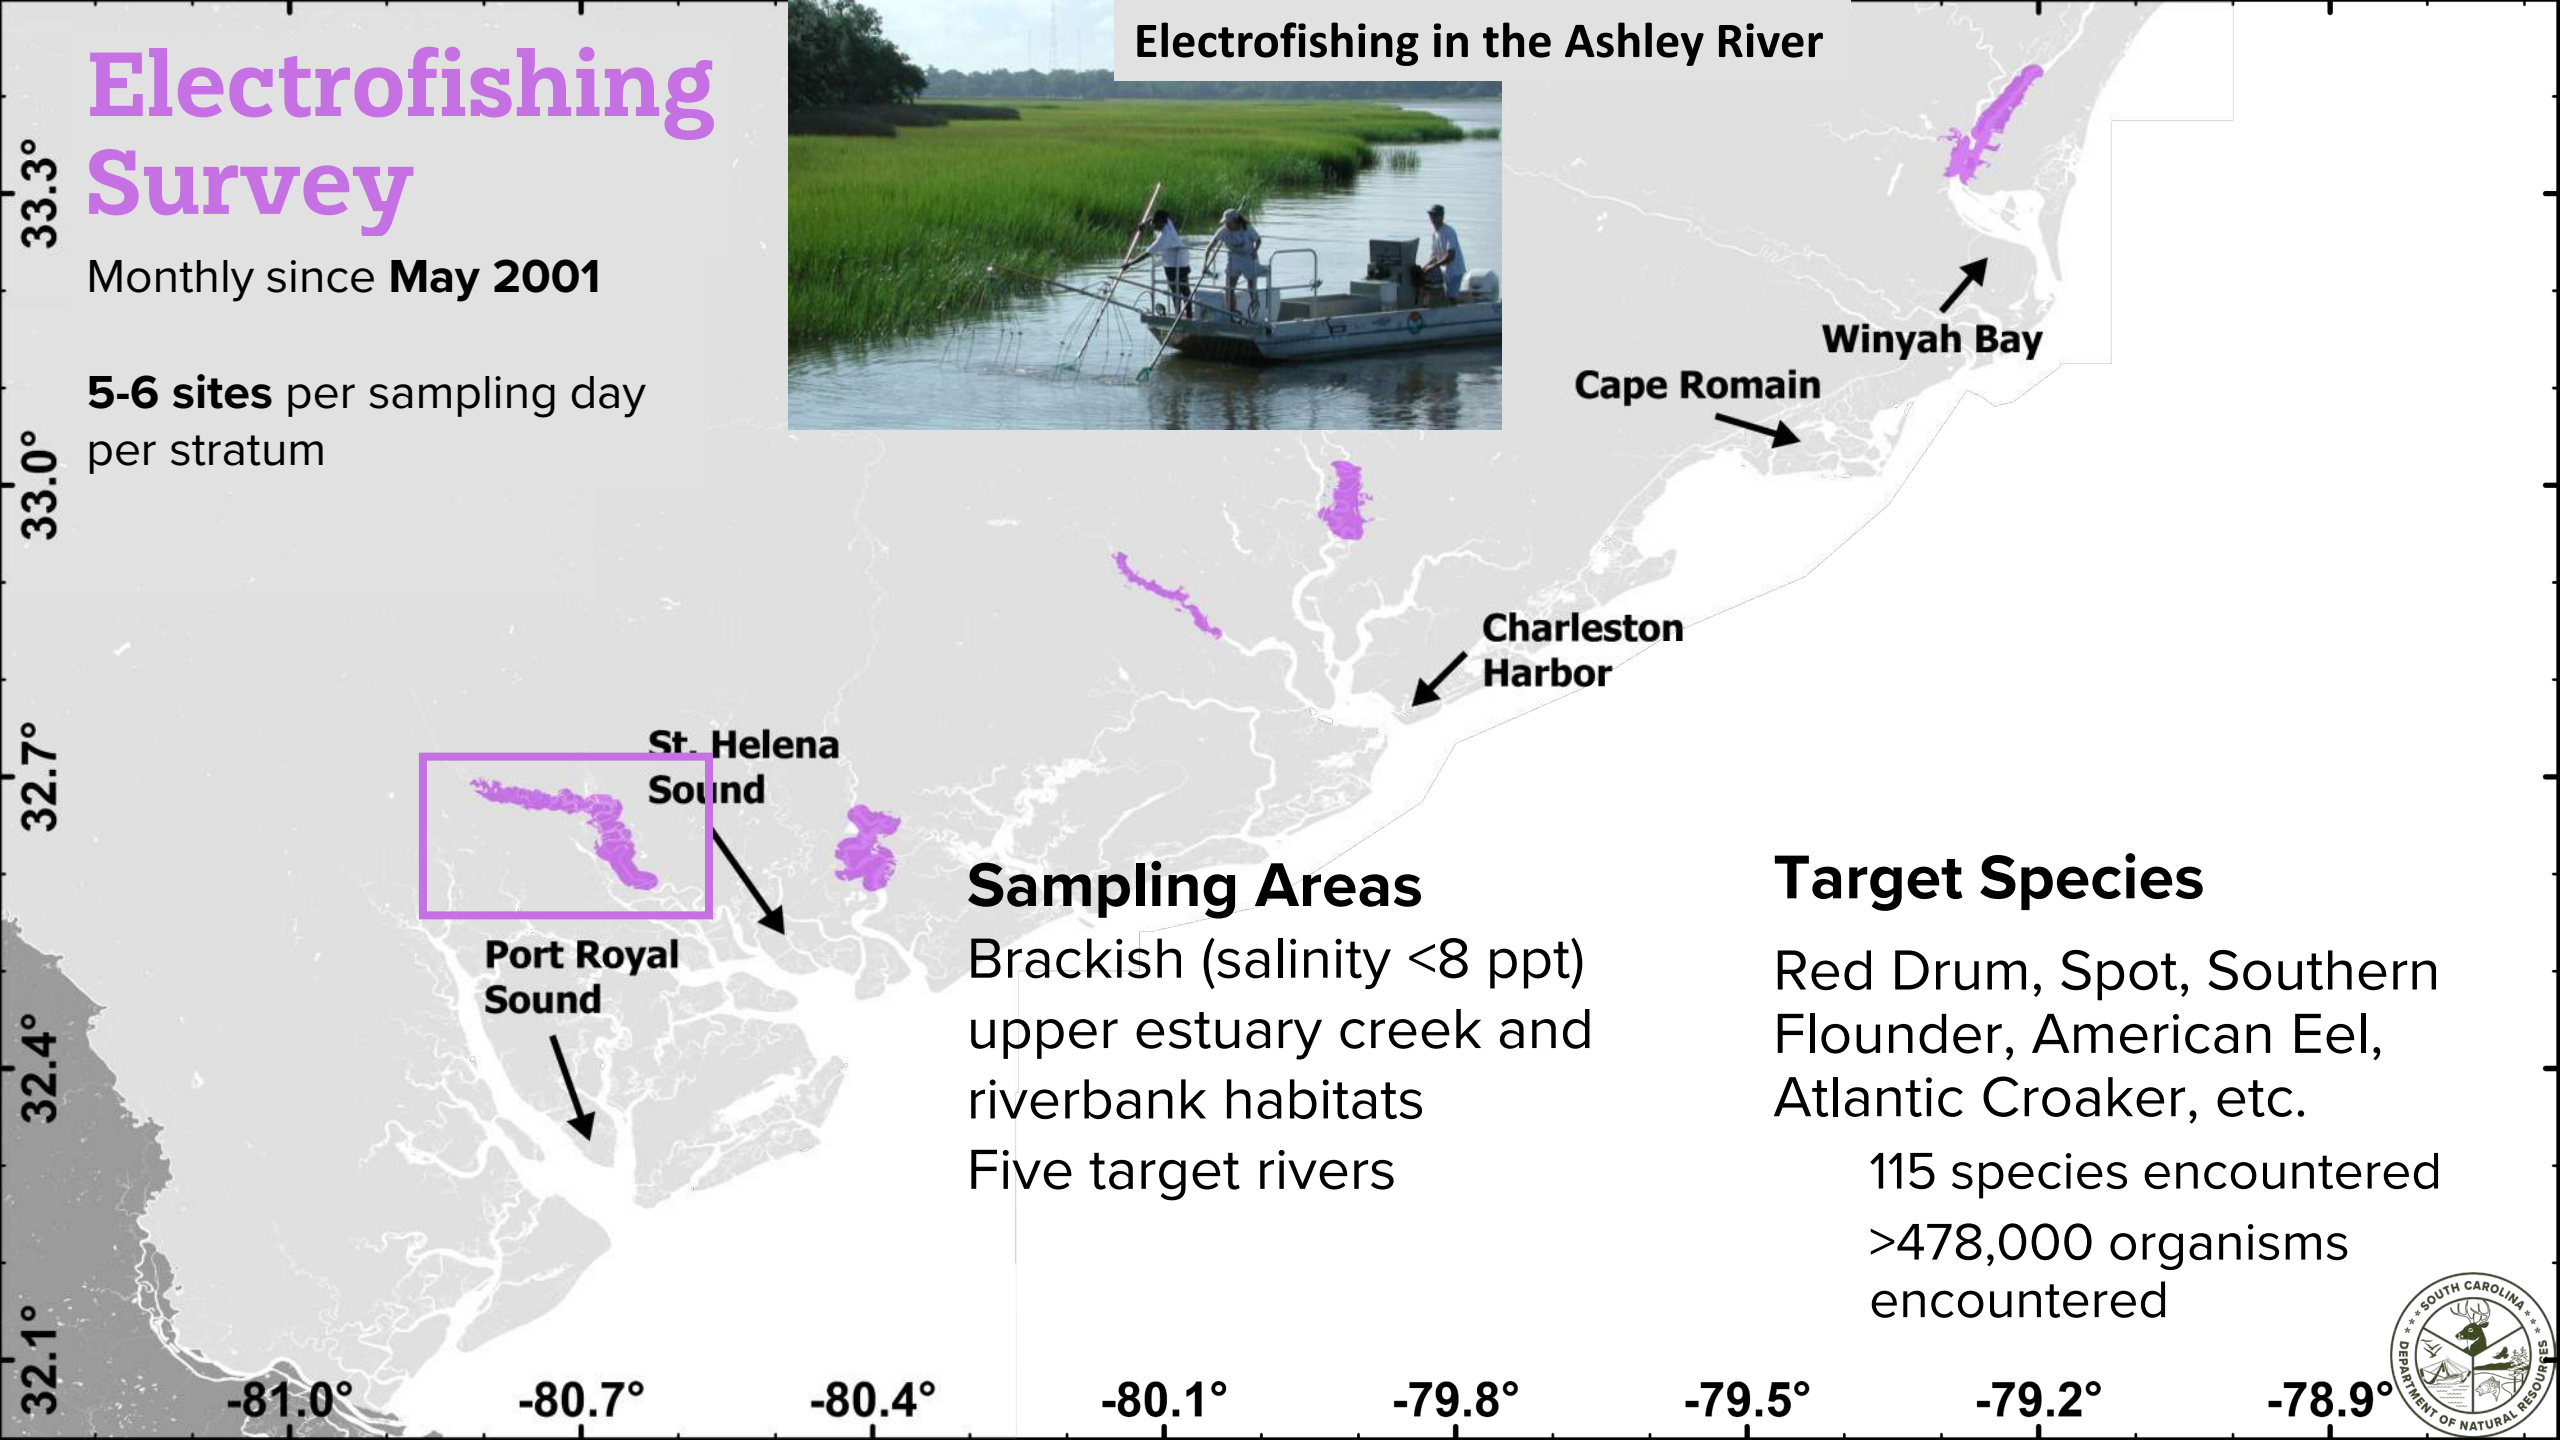 Electrofishing
Survey
Monthly since May 2001
5-6 sites per sampling day
per stratum
Electrofishing in the Ashley River
Winyah Bay
Cape Romain
Charleston
Harbor
St. Helena
Sound
Port Royal
Sound
Sampling Areas
Brackish (salinity <8 ppt)
upper estuary creek and
riverbank habitats
Five target rivers
Target Species
Red Drum, Spot, Southern
Flounder, American Eel,
Atlantic Croaker, etc.
115 species encountered
>478,000 organisms
encountered
33.3°
33.0°
32.7°
32.4°
32.1°
-81.0°
-80.7°
-80.4°
-80.1°
-79.8°
-79.5°
-79.2°
-78.9°
SOUTH CAROLINA
DEPARTMENT OF NATURAL RESOURCES